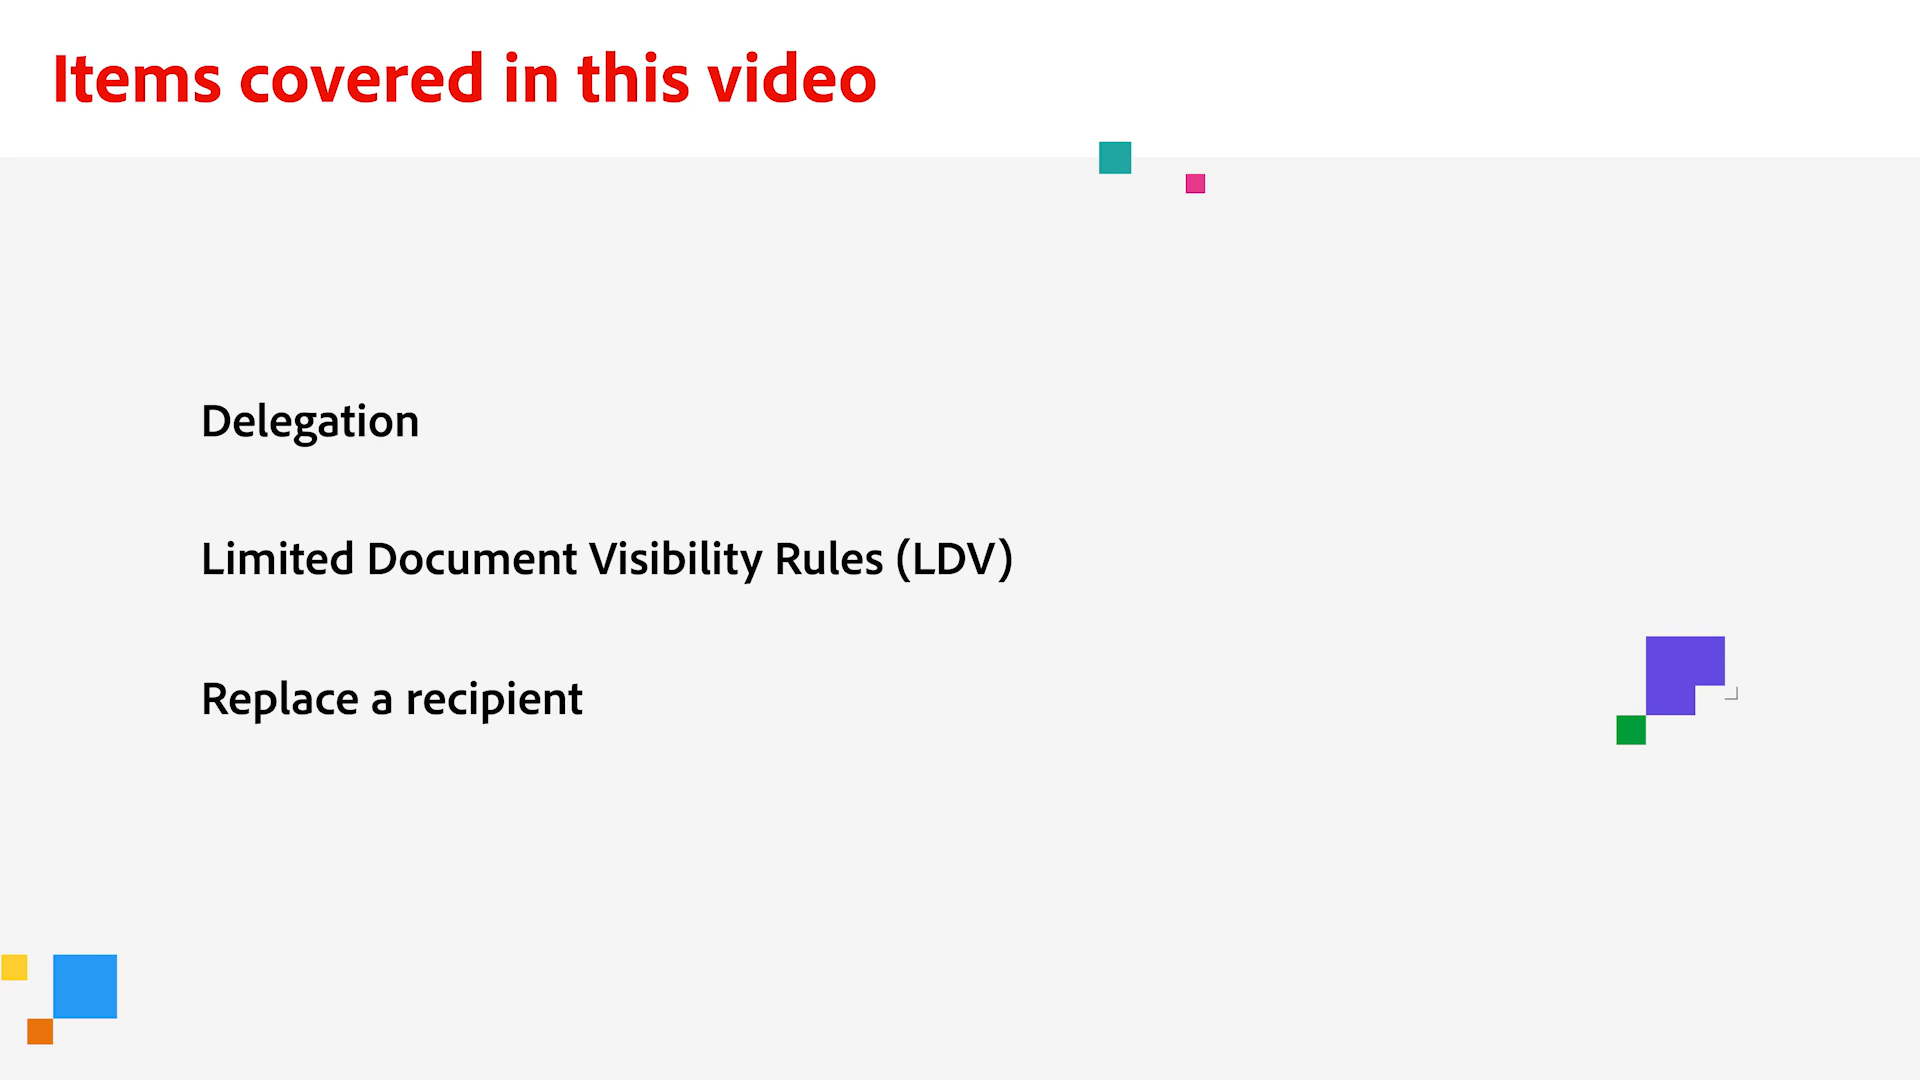 Items covered in this video
Delegation
Limited Document Visibility Rules (LDV)
Replace a recipient